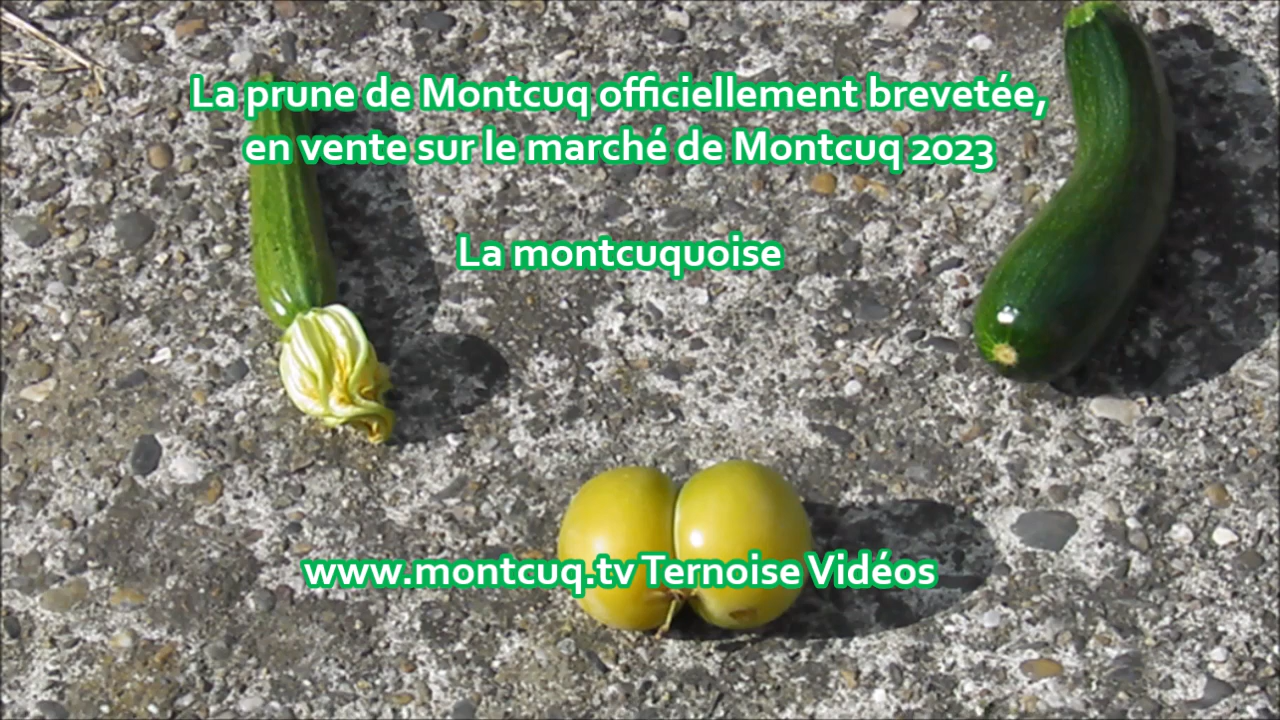 La prune de Montcuq officiellement brevetée,
en vente sur le marché de Montcuq 2023
La montcuquoise
www.montcuq.tv Ternoise Vidéos